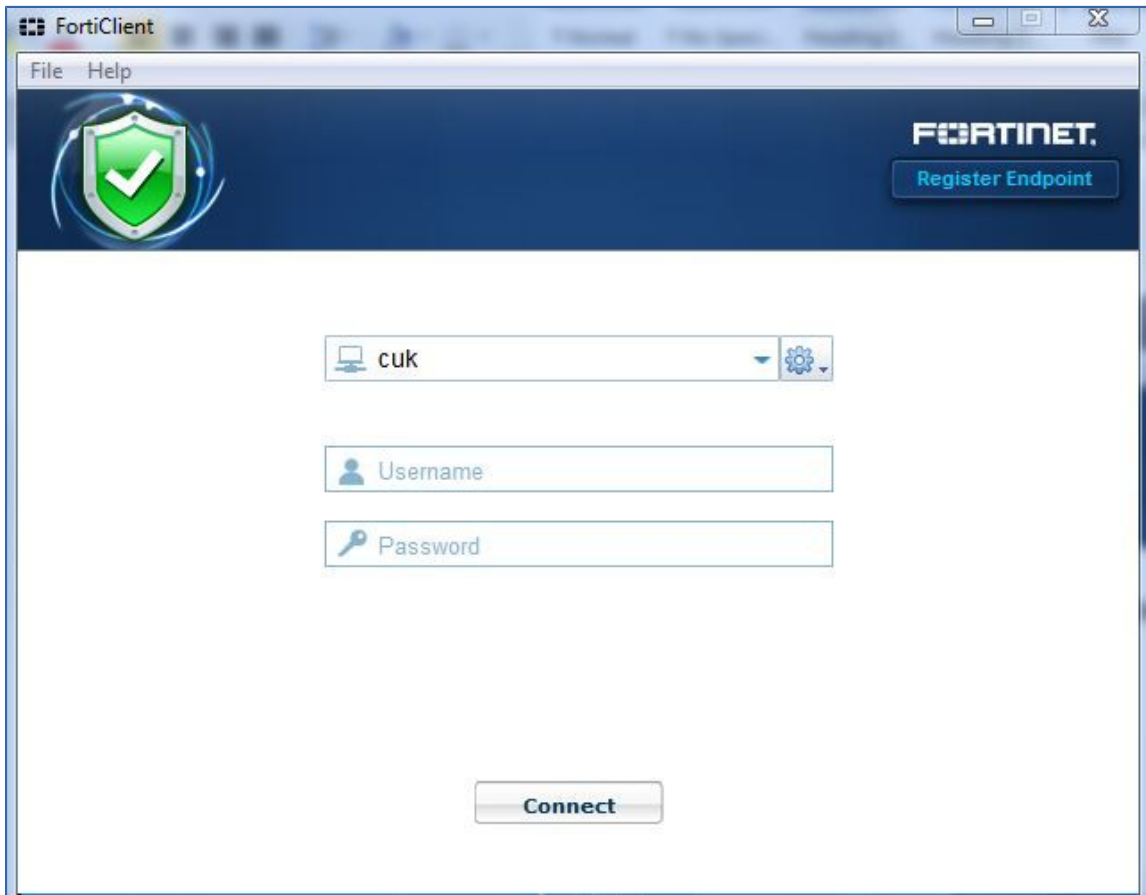 FortiClient
File Help
FORTINET.
Register Endpoint
cuk
Username
Password
Connect